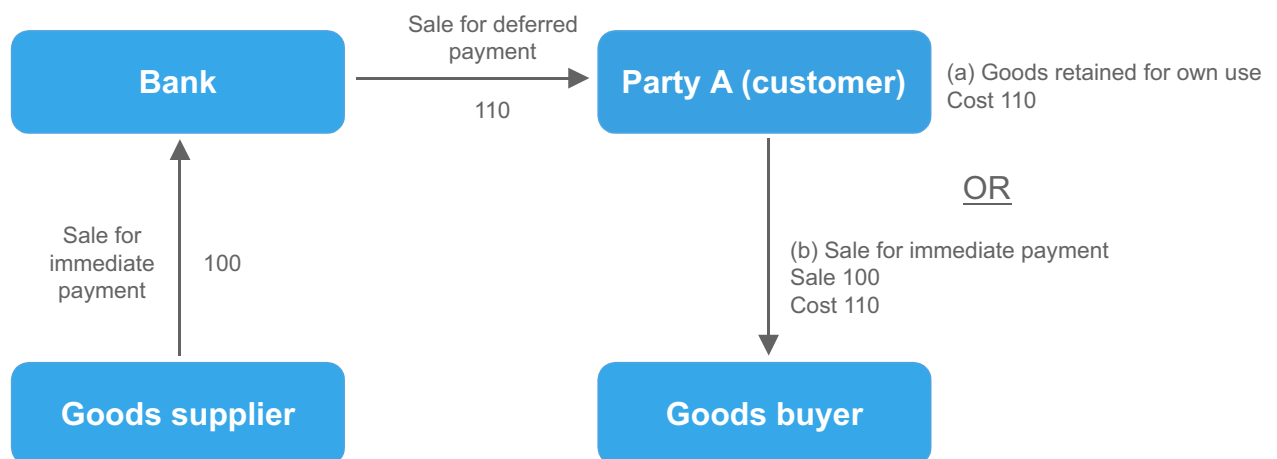 Sale for deferred
payment
Bank
Party A (customer)
(a) Goods retained for own use
Cost 110
110
OR
Sale for
immediate
payment
100
(b) Sale for immediate payment
Sale 100
Cost 110
Goods supplier
Goods buyer